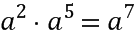 a² · a⁵ = a⁷